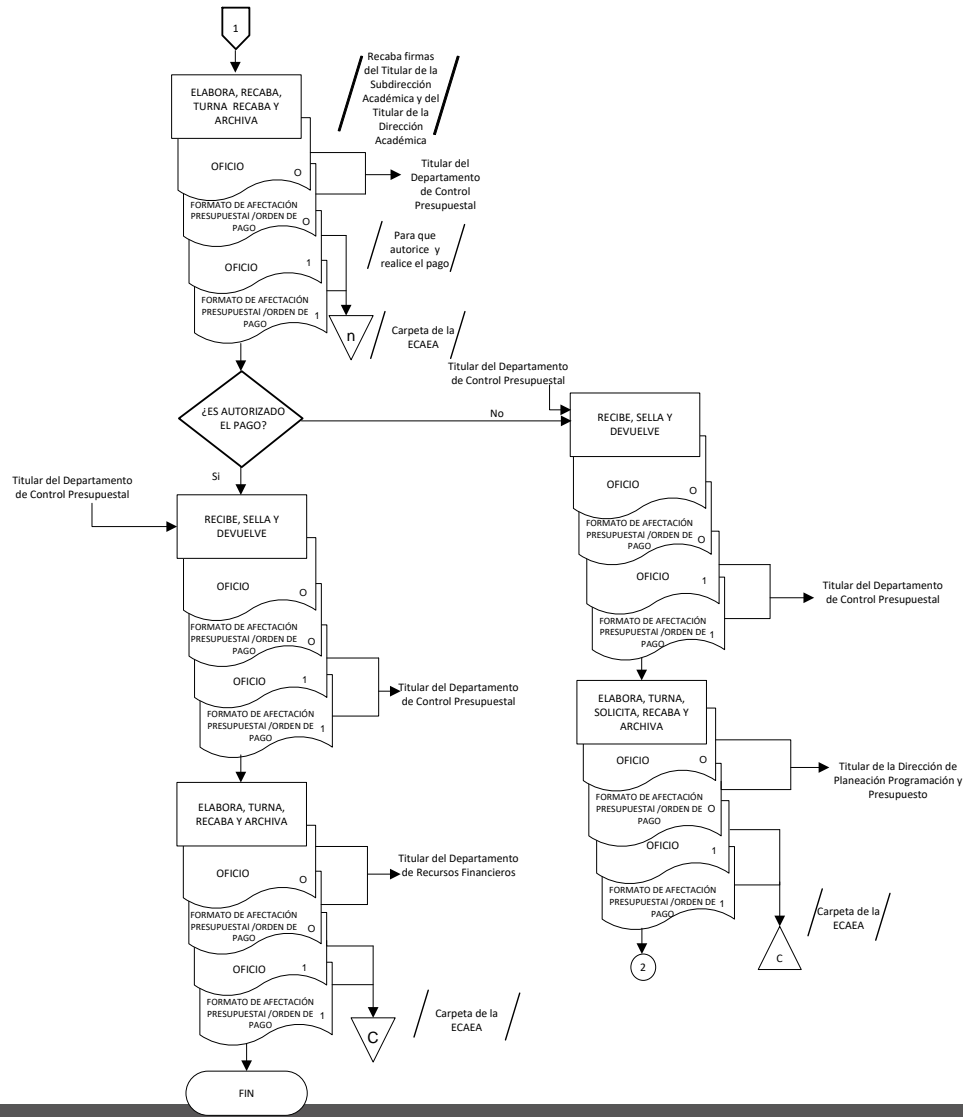 1
Recaba firmas
del Titular de la
Subdirección
Académica y del
Titular de la
Dirección
Académica
ELABORA, RECABA,
TURNA RECABA Y
ARCHIVA
OFICIO
O
Titular del
Departamento
de Control
Presupuestal
FORMATO DE AFECTACIÓN
PRESUPUESTAl /ORDEN DE
PAGO
O
Para que
autorice y
realice el pago
OFICIO
1
FORMATO DE AFECTACIÓN
PRESUPUESTAl /ORDEN DE
PAGO
1
n
Carpeta de la
ECAEA
¿ES AUTORIZADO
EL PAGO?
No
Si
Titular del Departamento
de Control Presupuestal
RECIBE, SELLA Y
DEVUELVE
OFICIO
O
FORMATO DE AFECTACIÓN
PRESUPUESTAl /ORDEN DE
PAGO
O
OFICIO
1
FORMATO DE AFECTACIÓN
PRESUPUESTAl /ORDEN DE
PAGO
1
Titular del Departamento
de Control Presupuestal
Titular del Departamento
de Control Presupuestal
RECIBE, SELLA Y
DEVUELVE
OFICIO
O
FORMATO DE AFECTACIÓN
PRESUPUESTAl /ORDEN DE
PAGO
O
OFICIO
1
FORMATO DE AFECTACIÓN
PRESUPUESTAl /ORDEN DE
PAGO
1
Titular del Departamento
de Control Presupuestal
ELABORA, TURNA,
SOLICITA, RECABA Y
ARCHIVA
OFICIO
O
Titular de la Dirección de
Planeación Programación y
Presupuesto
FORMATO DE AFECTACIÓN
PRESUPUESTAl /ORDEN DE
PAGO
O
OFICIO
1
FORMATO DE AFECTACIÓN
PRESUPUESTAl /ORDEN DE
PAGO
1
Carpeta de la
ECAEA
C
2
ELABORA, TURNA,
RECABA Y ARCHIVA
OFICIO
O
Titular del Departamento
de Recursos Financieros
FORMATO DE AFECTACIÓN
PRESUPUESTAl /ORDEN DE
PAGO
O
OFICIO
1
FORMATO DE AFECTACIÓN
PRESUPUESTAl /ORDEN DE
PAGO
1
C
Carpeta de la
ECAEA
FIN